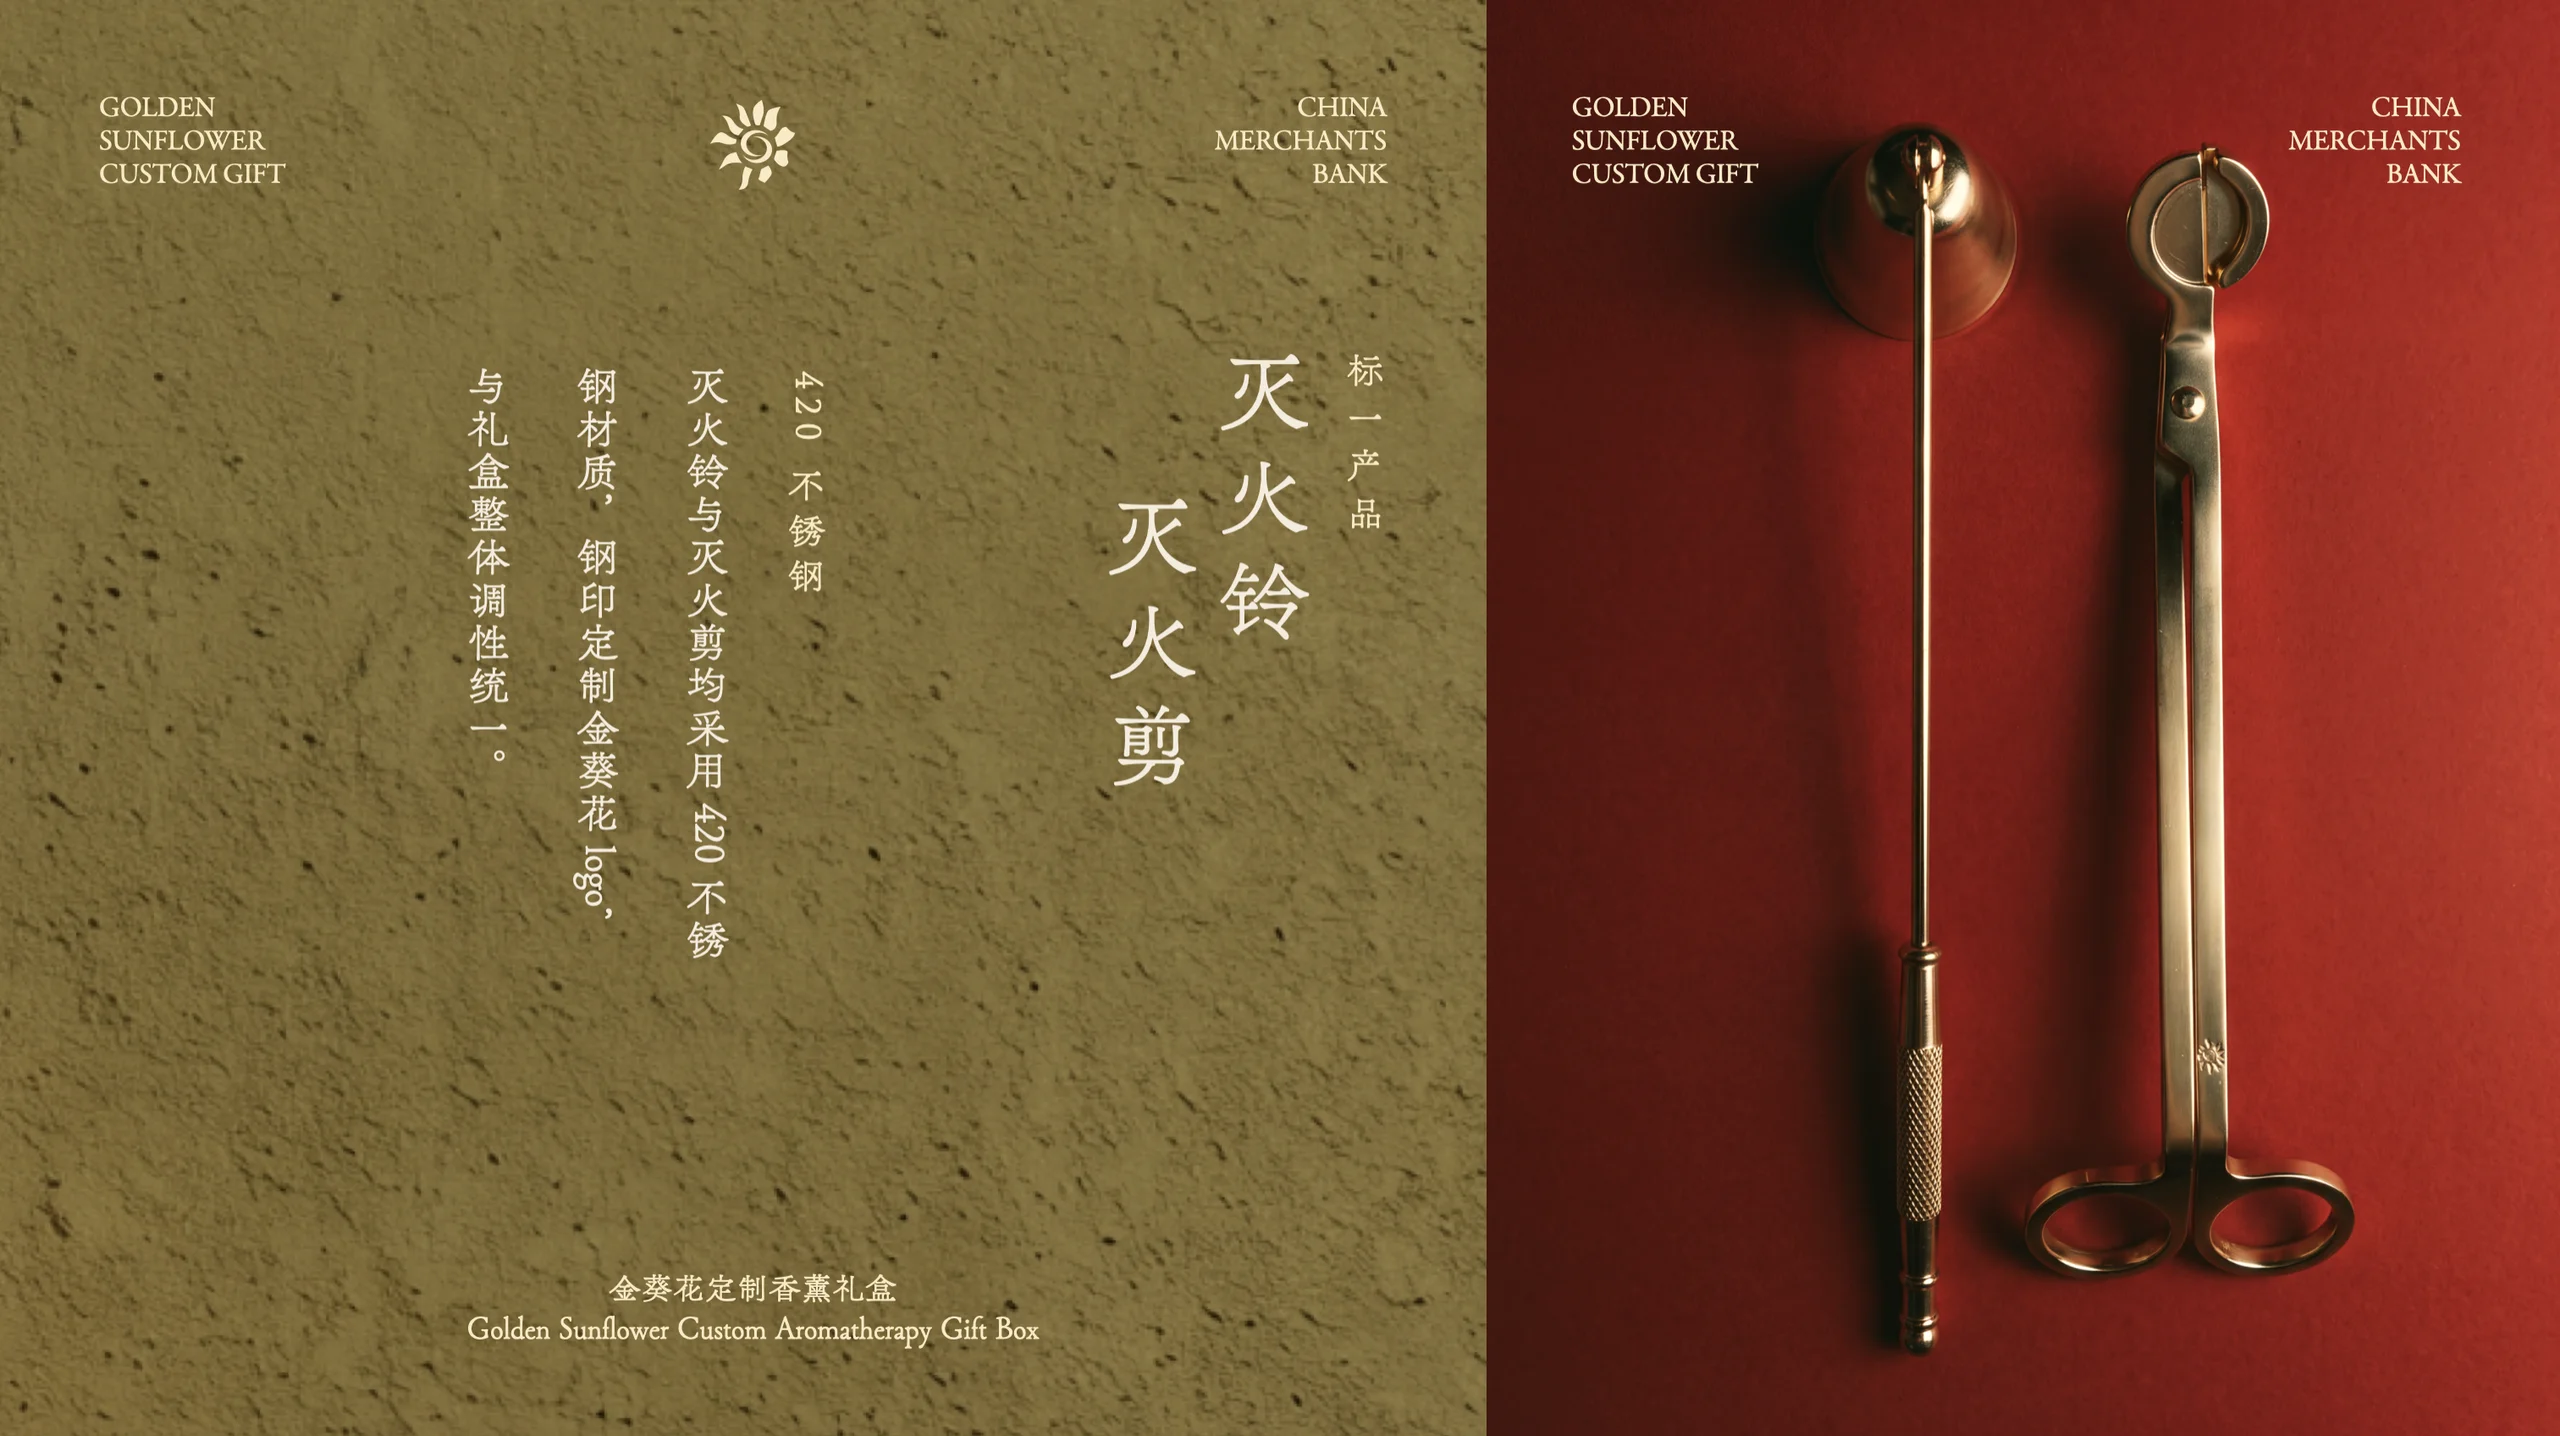 GOLDEN
SUNFLOWER
CUSTOM GIFT
CHINA
MERCHANTS
BANK
标一产品
灭火铃
灭火剪
420 不锈钢
灭火铃与灭火剪均采用 420 不锈
钢材质，钢印定制金葵花 logo，
与礼盒整体调性统一。
金葵花定制香薰礼盒
Golden Sunflower Custom Aromatherapy Gift Box
GOLDEN
SUNFLOWER
CUSTOM GIFT
CHINA
MERCHANTS
BANK